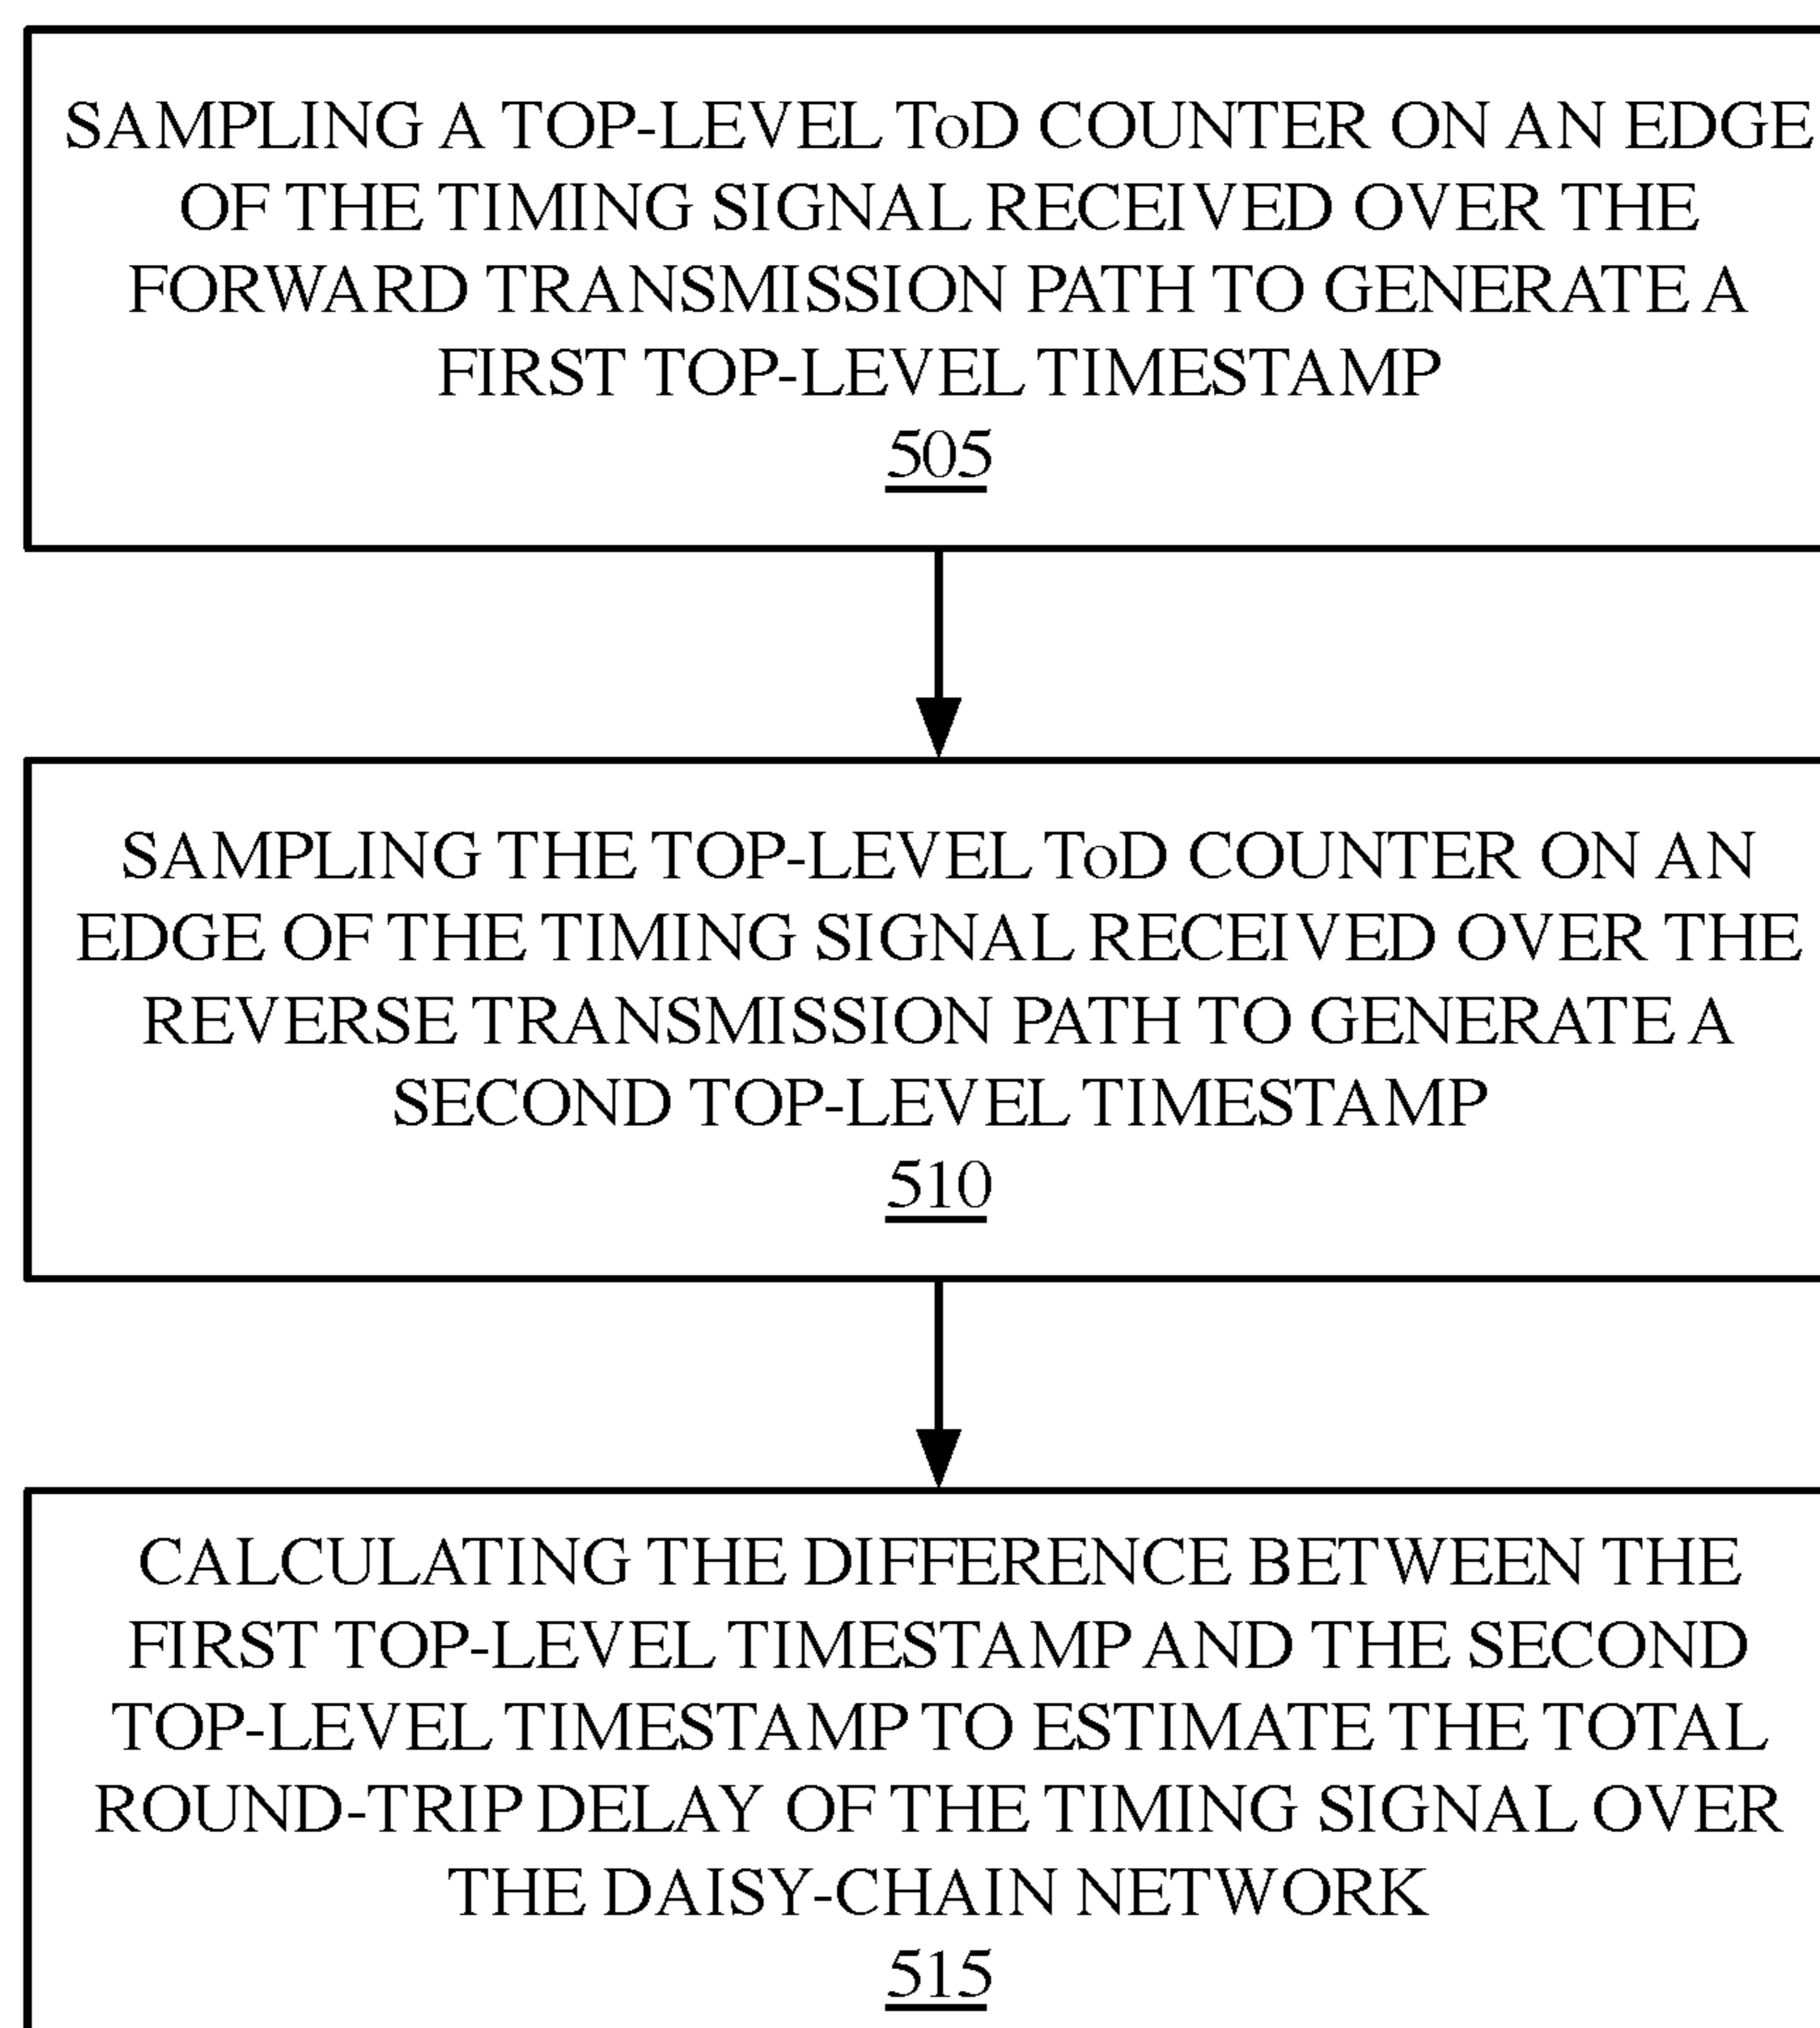 SAMPLING A TOP-LEVEL ToD COUNTER ON AN EDGE
OF THE TIMING SIGNAL RECEIVED OVER THE
FORWARD TRANSMISSION PATH TO GENERATE A
FIRST TOP-LEVEL TIMESTAMP
505
SAMPLING THE TOP-LEVEL ToD COUNTER ON AN
EDGE OF THE TIMING SIGNAL RECEIVED OVER THE
REVERSE TRANSMISSION PATH TO GENERATE A
SECOND TOP-LEVEL TIMESTAMP
510
CALCULATING THE DIFFERENCE BETWEEN THE
FIRST TOP-LEVEL TIMESTAMP AND THE SECOND
TOP-LEVEL TIMESTAMP TO ESTIMATE THE TOTAL
ROUND-TRIP DELAY OF THE TIMING SIGNAL OVER
THE DAISY-CHAIN NETWORK
515